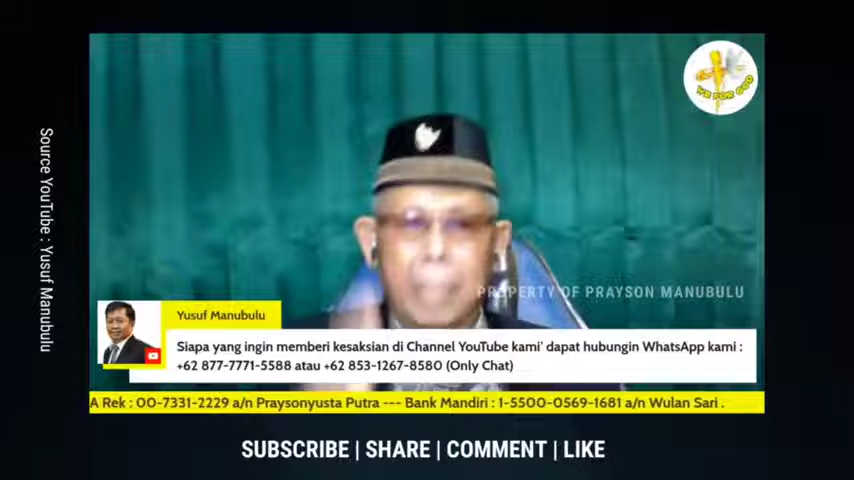 WE FOR GOD
Source YouTube : Yusuf Manubulu
PROPERTY OF PRAYSON MANUBULU
Yusuf Manubulu
Siapa yang ingin memberi kesaksian di Channel YouTube kami' dapat hubungin WhatsApp kami :
+62 877-7771-5588 atau +62 853-1267-8580 (Only Chat)
A Rek : 00-7331-2229 a/n Praysonyusta Putra --- Bank Mandiri : 1-5500-0569-1681 a/n Wulan Sari .
SUBSCRIBE | SHARE | COMMENT | LIKE